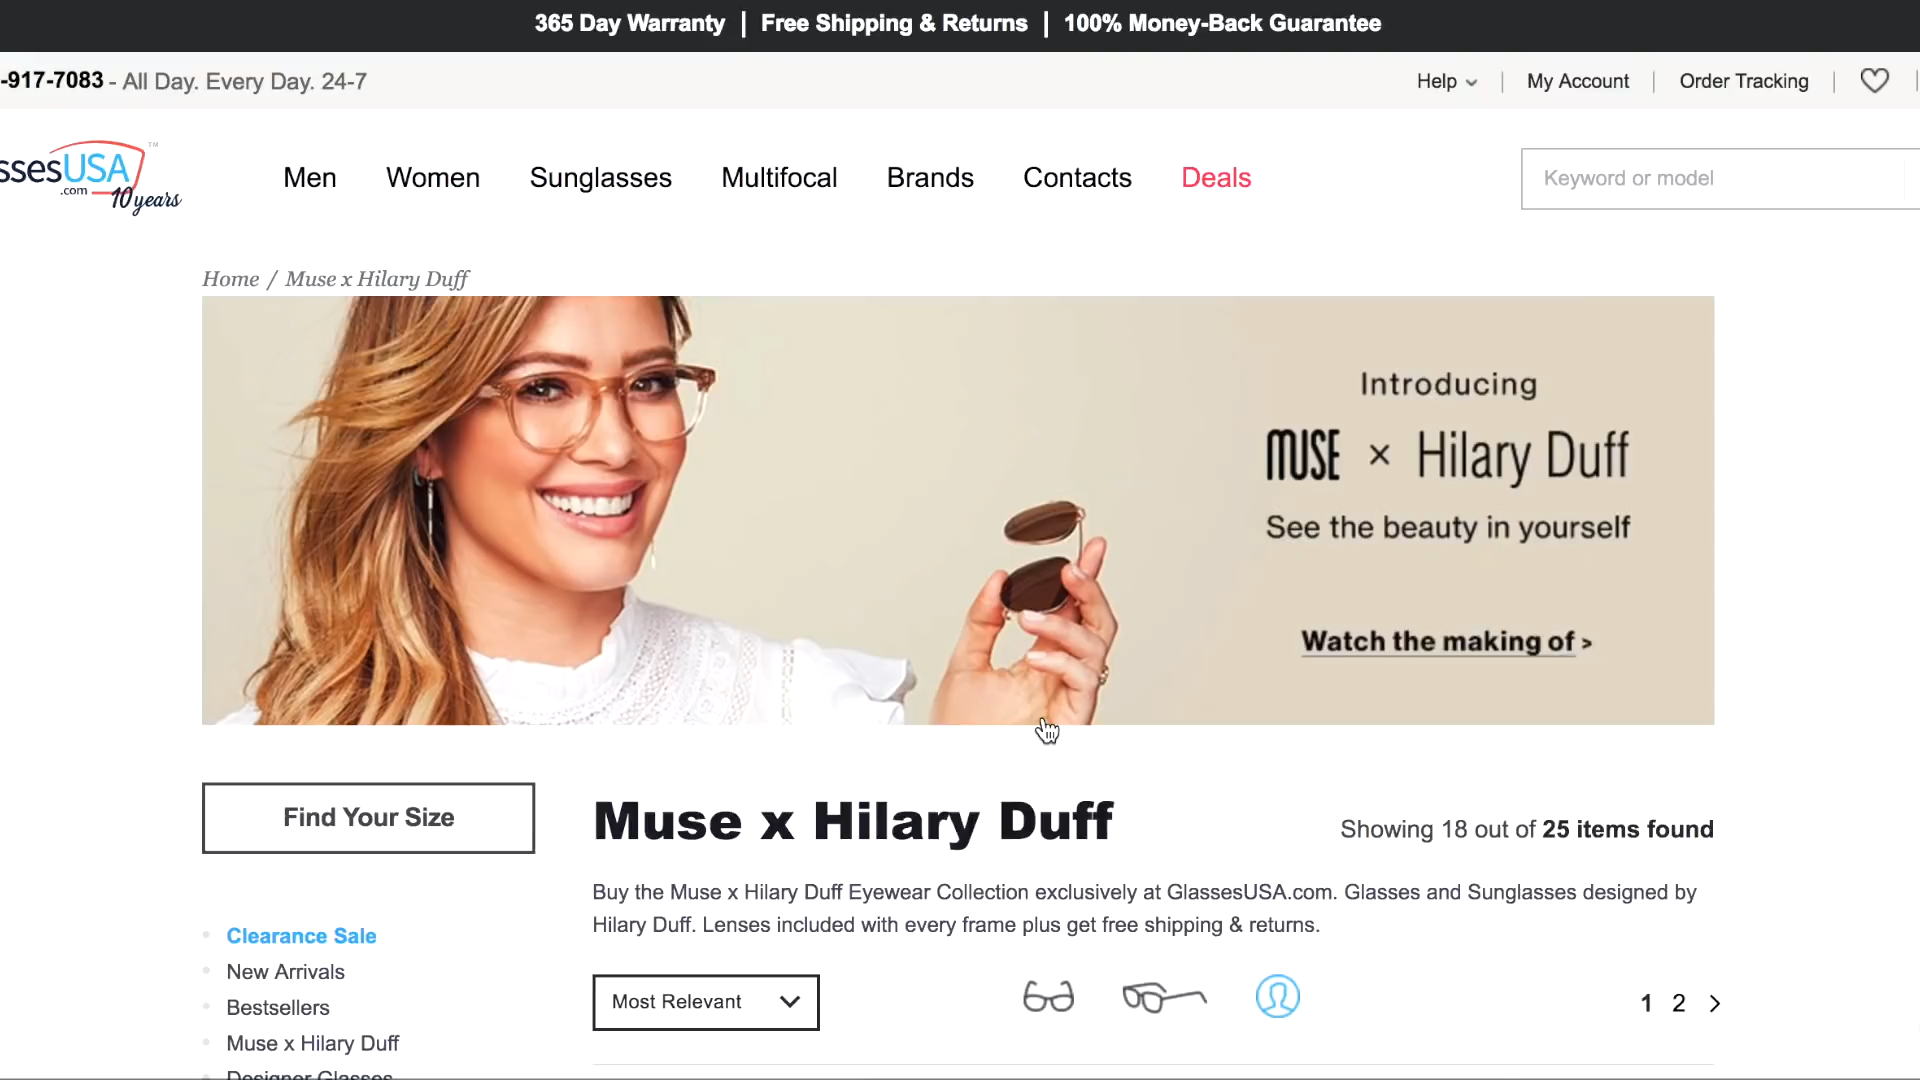 365 Day Warranty | Free Shipping & Returns | 100% Money-Back Guarantee
-917-7083 - All Day. Every Day. 24-7
Help | My Account | Order Tracking |
ssesUSA
.com
10 years
TM
Men Women Sunglasses Multifocal Brands Contacts Deals
Keyword or model
Home / Muse x Hilary Duff
Introducing
MUSE × Hilary Duff
See the beauty in yourself
Watch the making of >
Find Your Size
Muse x Hilary Duff
Showing 18 out of 25 items found
Buy the Muse x Hilary Duff Eyewear Collection exclusively at GlassesUSA.com. Glasses and Sunglasses designed by
Hilary Duff. Lenses included with every frame plus get free shipping & returns.
Clearance Sale
New Arrivals
Bestsellers
Muse x Hilary Duff
Designer Glasses
Most Relevant
1 2 >